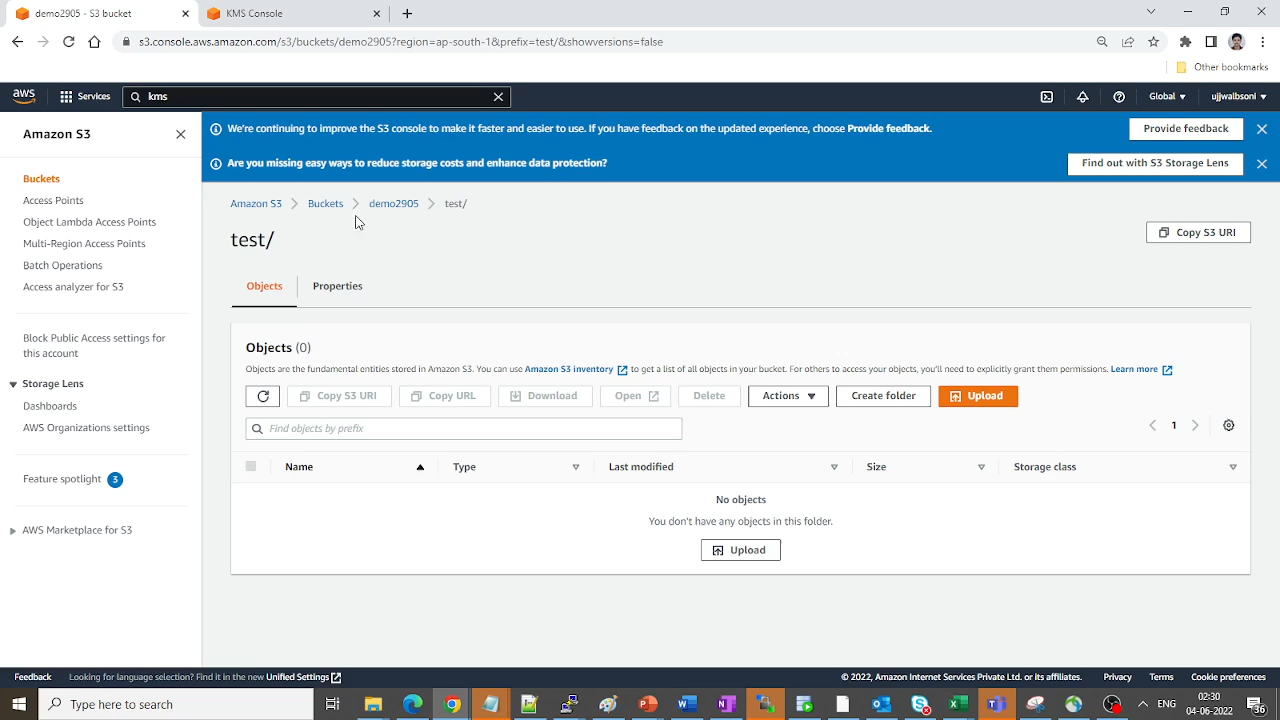 demo2905 - S3 bucket
KMS Console
s3.console.aws.amazon.com/s3/buckets/demo2905?region=ap-south-1&prefix=test/&showversions=false
Other bookmarks
aws
Services
kms
Global
ujjwalbsoni
Amazon S3
We're continuing to improve the S3 console to make it faster and easier to use. If you have feedback on the updated experience, choose Provide feedback.
Provide feedback
Are you missing easy ways to reduce storage costs and enhance data protection?
Find out with S3 Storage Lens
Buckets
Access Points
Object Lambda Access Points
Multi-Region Access Points
Batch Operations
Access analyzer for S3
Block Public Access settings for
this account
Storage Lens
Dashboards
AWS Organizations settings
Feature spotlight 3
AWS Marketplace for S3
Amazon S3 > Buckets > demo2905 > test/
test/
Copy S3 URI
Objects
Properties
Objects (0)
Objects are the fundamental entities stored in Amazon S3. You can use Amazon S3 inventory to get a list of all objects in your bucket. For others to access your objects, you'll need to explicitly grant them permissions. Learn more
Copy S3 URI
Copy URL
Download
Open
Delete
Actions
Create folder
Upload
Find objects by prefix
1
Name
Type
Last modified
Size
Storage class
No objects
You don't have any objects in this folder.
Upload
Feedback
Looking for language selection? Find it in the new Unified Settings
© 2022, Amazon Internet Services Private Ltd. or its affiliates.
Privacy
Terms
Cookie preferences
Type here to search
ENG
02:30
04-06-2022